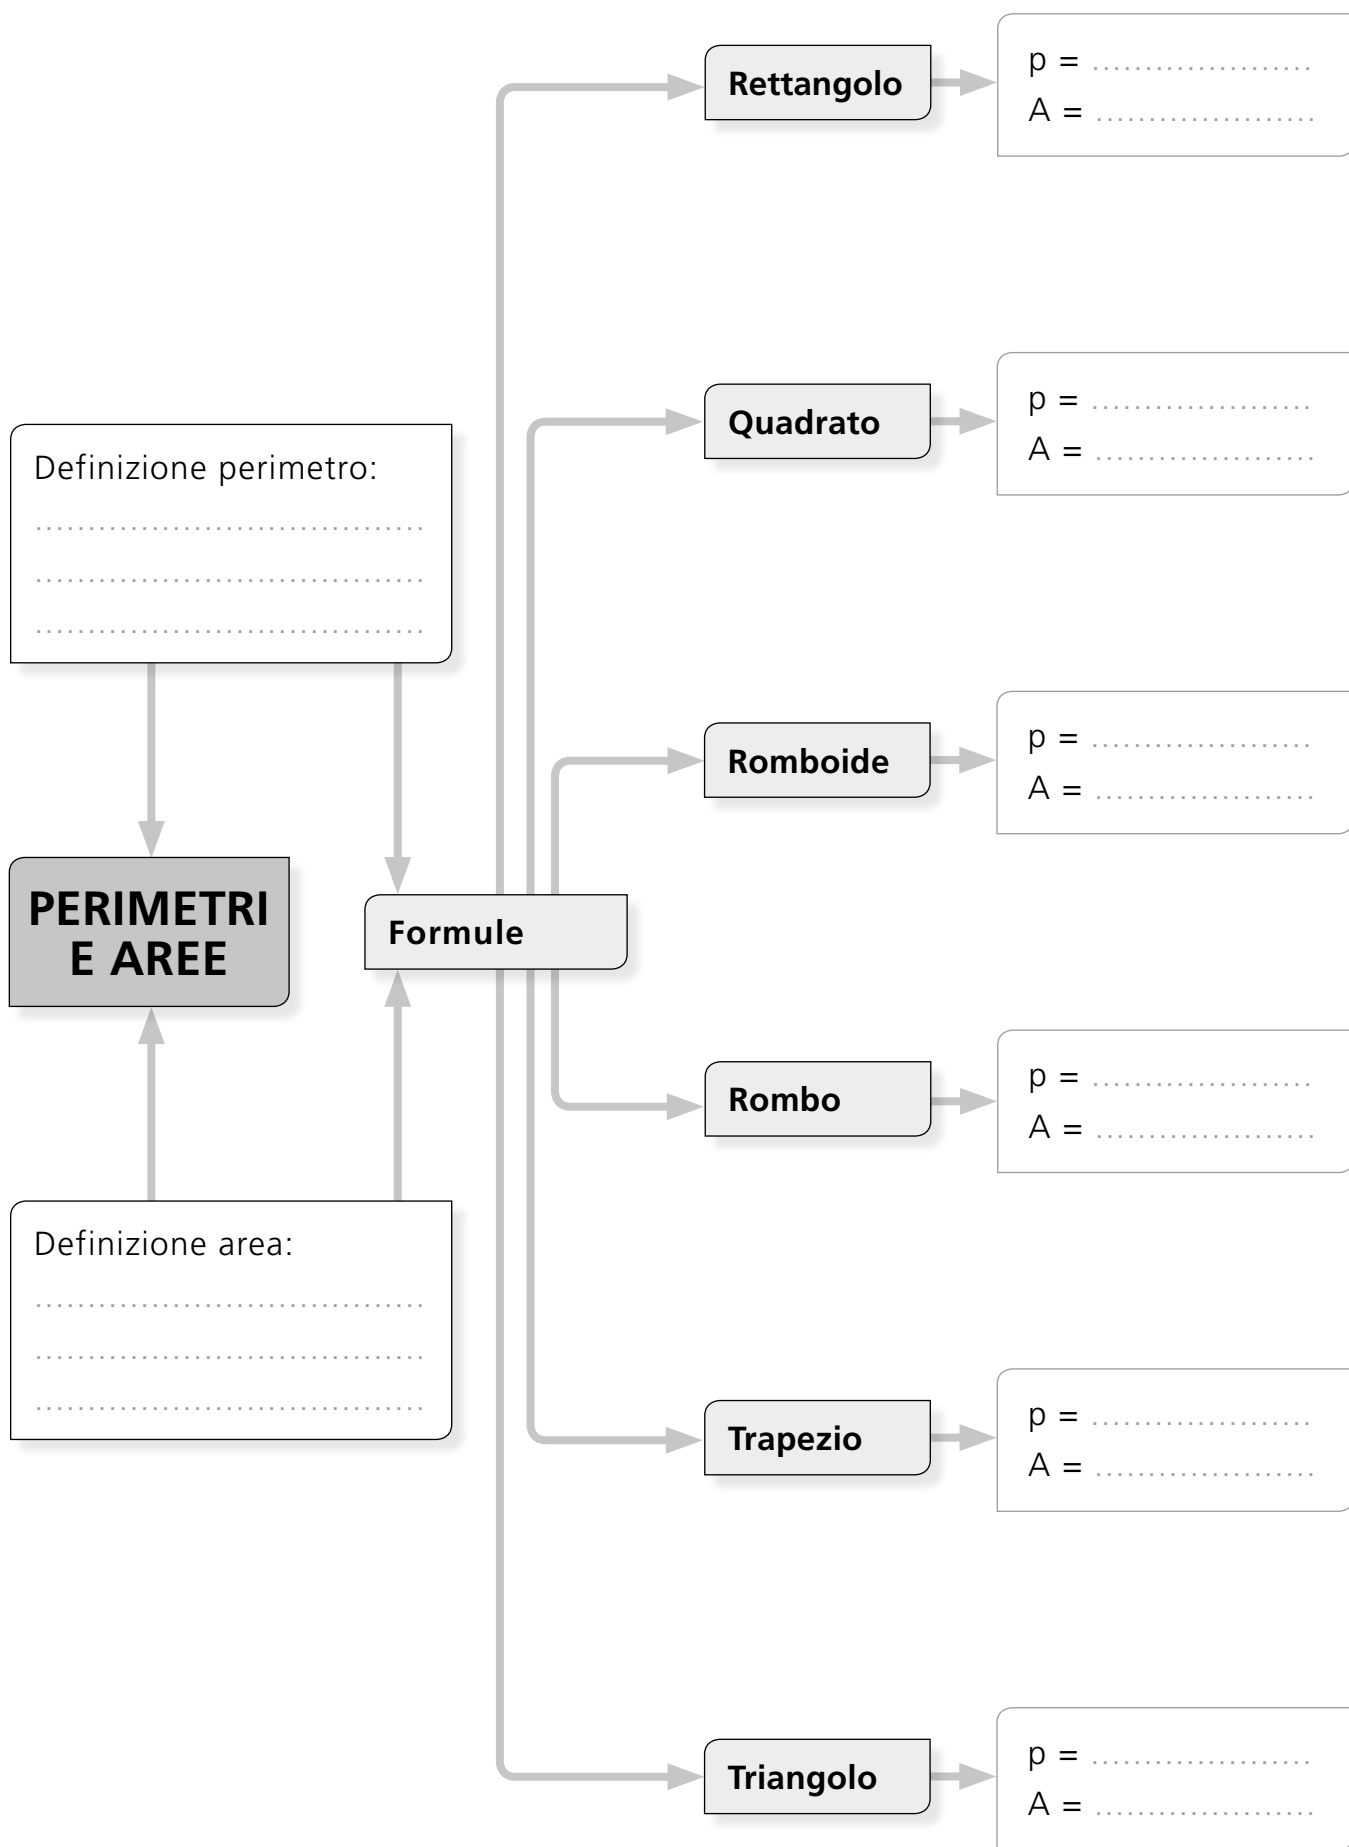 Rettangolo
p = .....................
A = .....................
Quadrato
p = .....................
A = .....................
Definizione perimetro:
.....................................
.....................................
.....................................
Romboide
p = .....................
A = .....................
PERIMETRI
E AREE
Formule
Rombo
p = .....................
A = .....................
Definizione area:
.....................................
.....................................
.....................................
Trapezio
p = .....................
A = .....................
Triangolo
p = .....................
A = .....................